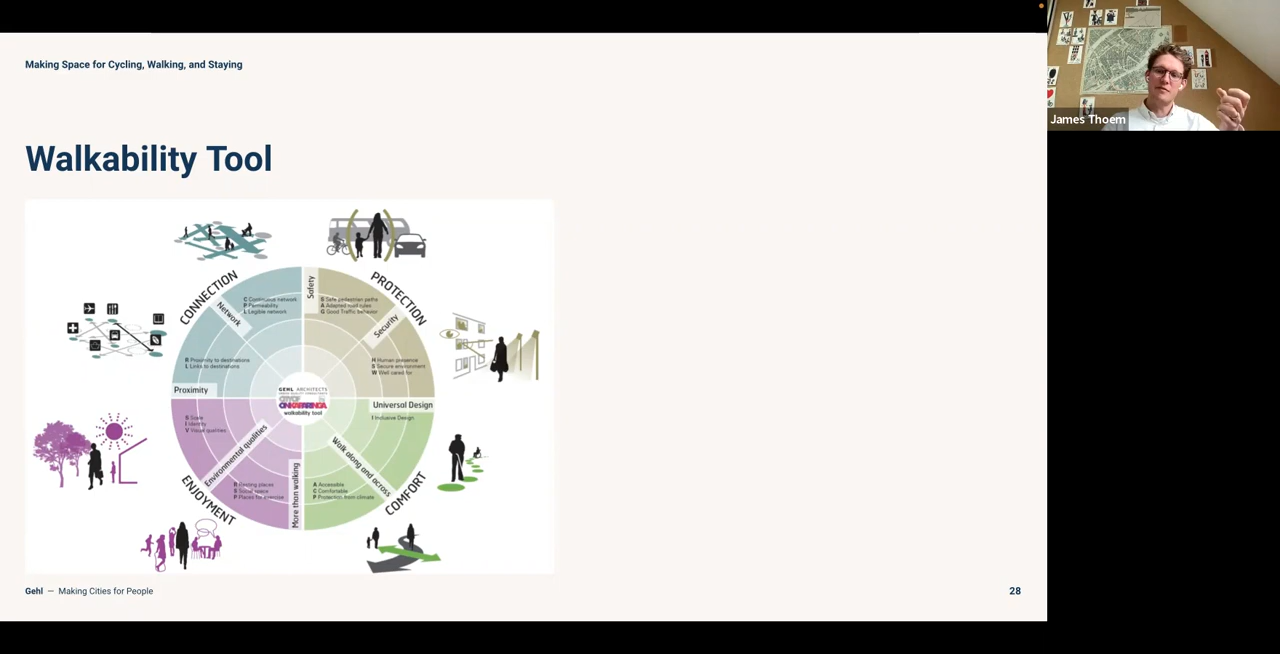 Making Space for Cycling, Walking, and Staying
James Thoem
Walkability Tool
CONNECTION
Network
C Continuous network
P Permeability
L Legible network
Proximity
R Proximity to destinations
L Links to destinations
Safety
S Safe pedestrian paths
A Adapted road rules
G Good Traffic behavior
PROTECTION
Security
H Human presence
S Secure environment
W Well cared for
GEHL ARCHITECTS
ONKAPARINGA
walkability tool
Universal Design
I Inclusive Design
Walk along and across
A Accessible
C Comfortable
P Protection from climate
COMFORT
S Scale
I Identity
V Visual qualities
Environmental qualities
ENJOYMENT
R Resting places
S Social space
P Places for exercise
More than walking
Gehl — Making Cities for People
28